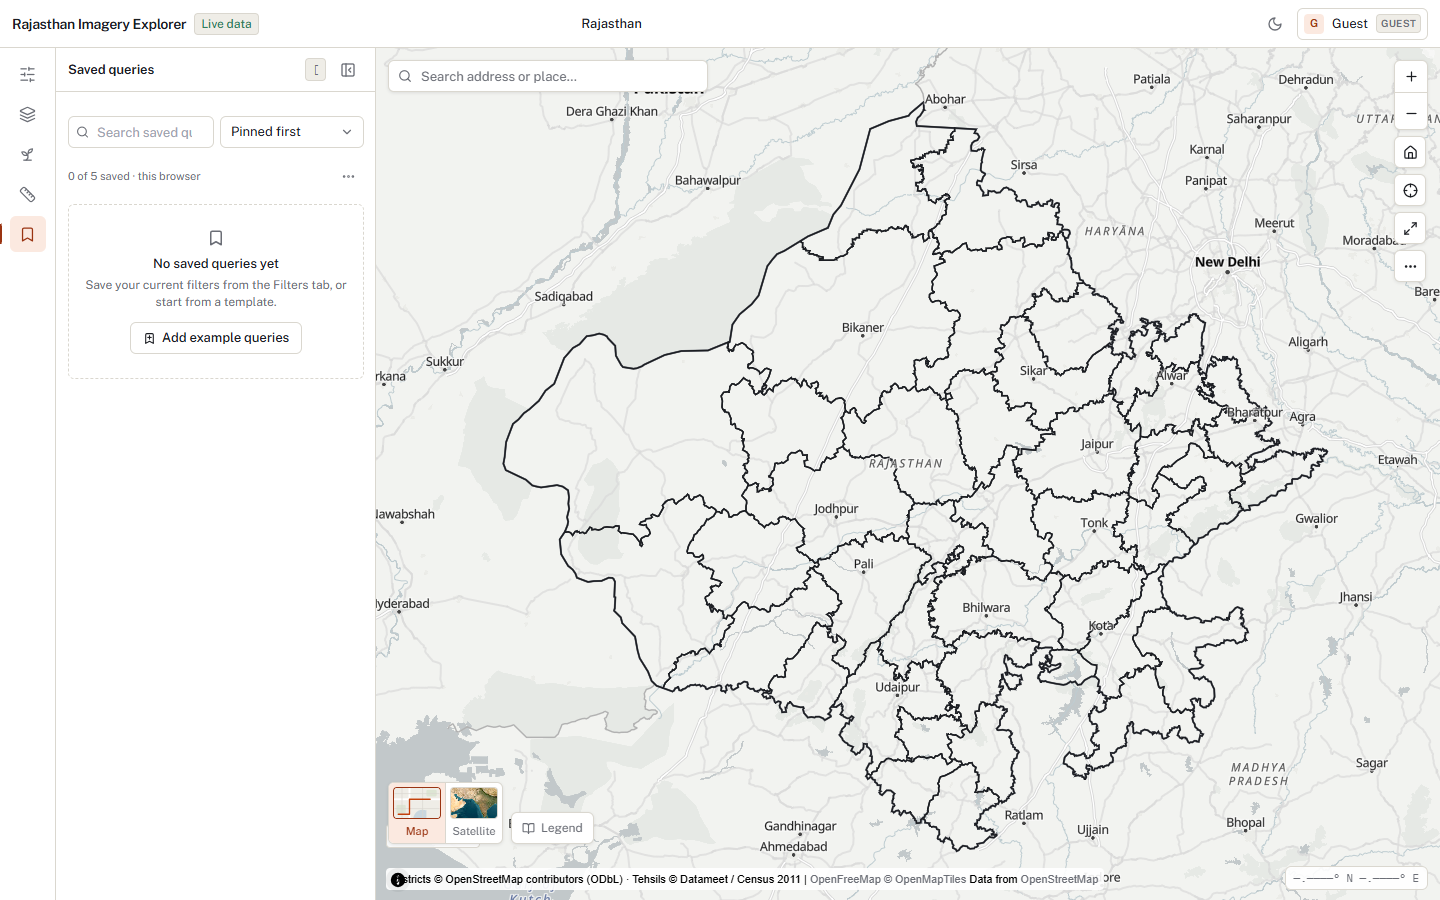 Rajasthan Imagery Explorer
Live data
Rajasthan
G
Guest
GUEST
Saved queries
[
Search saved qu
Pinned first
0 of 5 saved · this browser
No saved queries yet
Save your current filters from the Filters tab, or
start from a template.
Add example queries
Search address or place...
Pakistan
Dera Ghazi Khan
Abohar
Patiala
Dehradun
Saharanpur
Sirsa
Karnal
Bahawalpur
Panipat
HARYĀNA
Meerut
New Delhi
Sadiqabad
Bikaner
Aligarh
Sukkur
Sikar
Alwar
Bharatpur
Agra
Jaipur
RAJASTHAN
Etawah
Jodhpur
Tonk
Gwalior
Pali
Bhilwara
Jhansi
Kota
Udaipur
MADHYA
PRADESH
Sagar
Ratlam
Bhopal
Gandhinagar
Ujjain
Ahmedabad
Map
Satellite
Legend
stricts © OpenStreetMap contributors (ODbL) · Tehsils © Datameet / Census 2011 | OpenFreeMap © OpenMapTiles Data from OpenStreetMap
ore
—.————° N —.————° E
Kutch